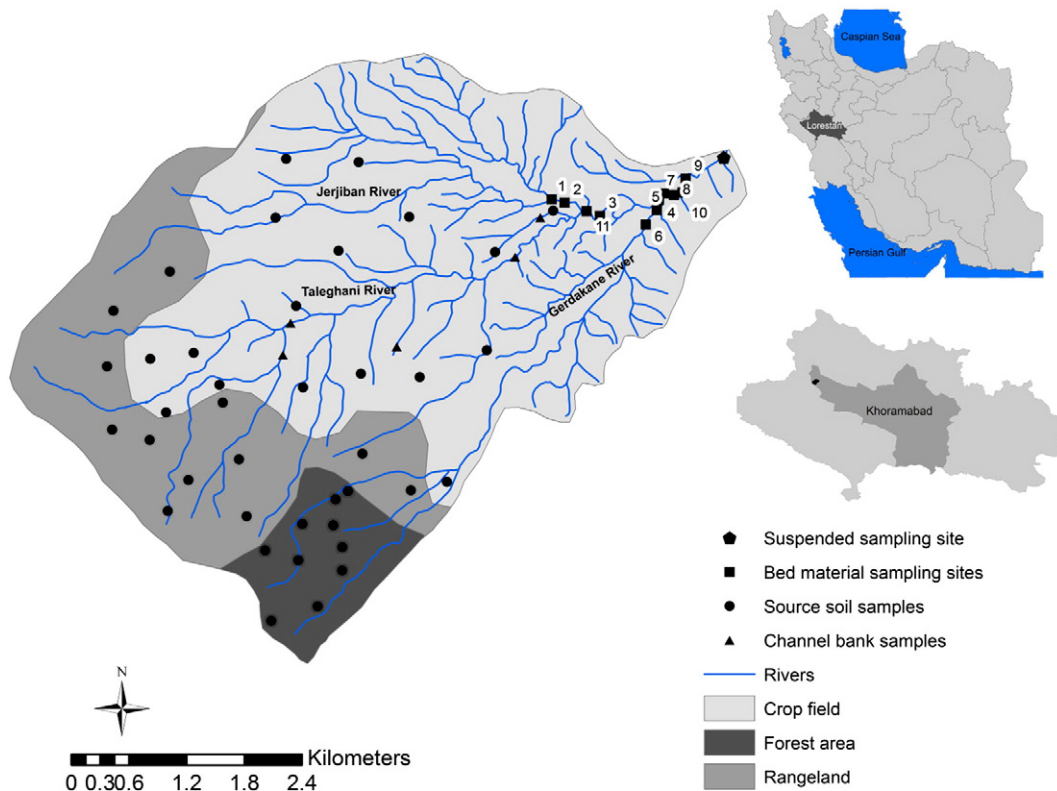 Caspian Sea
Lorestan
Persian Gulf
Jerjiban River
Taleghani River
Gerdakane River
1
2
3
11
5
4
6
7
8
9
10
Khoramabad
Suspended sampling site
Bed material sampling sites
Source soil samples
Channel bank samples
Rivers
Crop field
Forest area
Rangeland
N
Kilometers
0 0.30.6 1.2 1.8 2.4